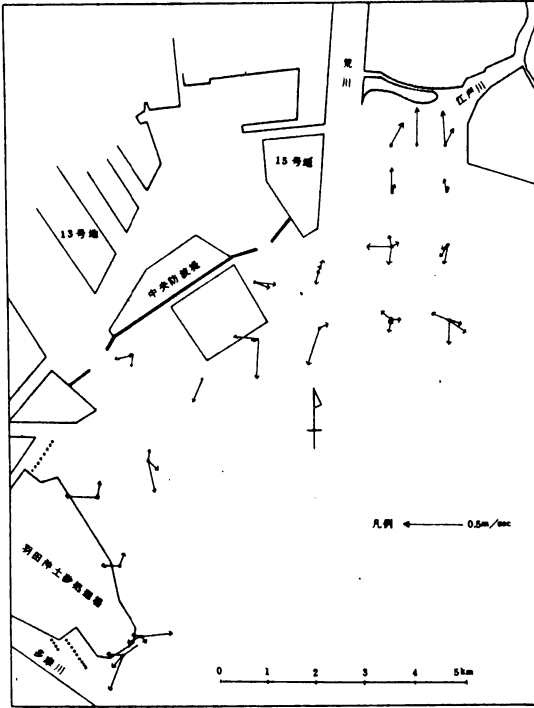 荒川
江戸川
15号地
13号地
中央防波堤
凡例 0.5m/sec
羽田沖土砂処理場
多摩川
0 1 2 3 4 5km